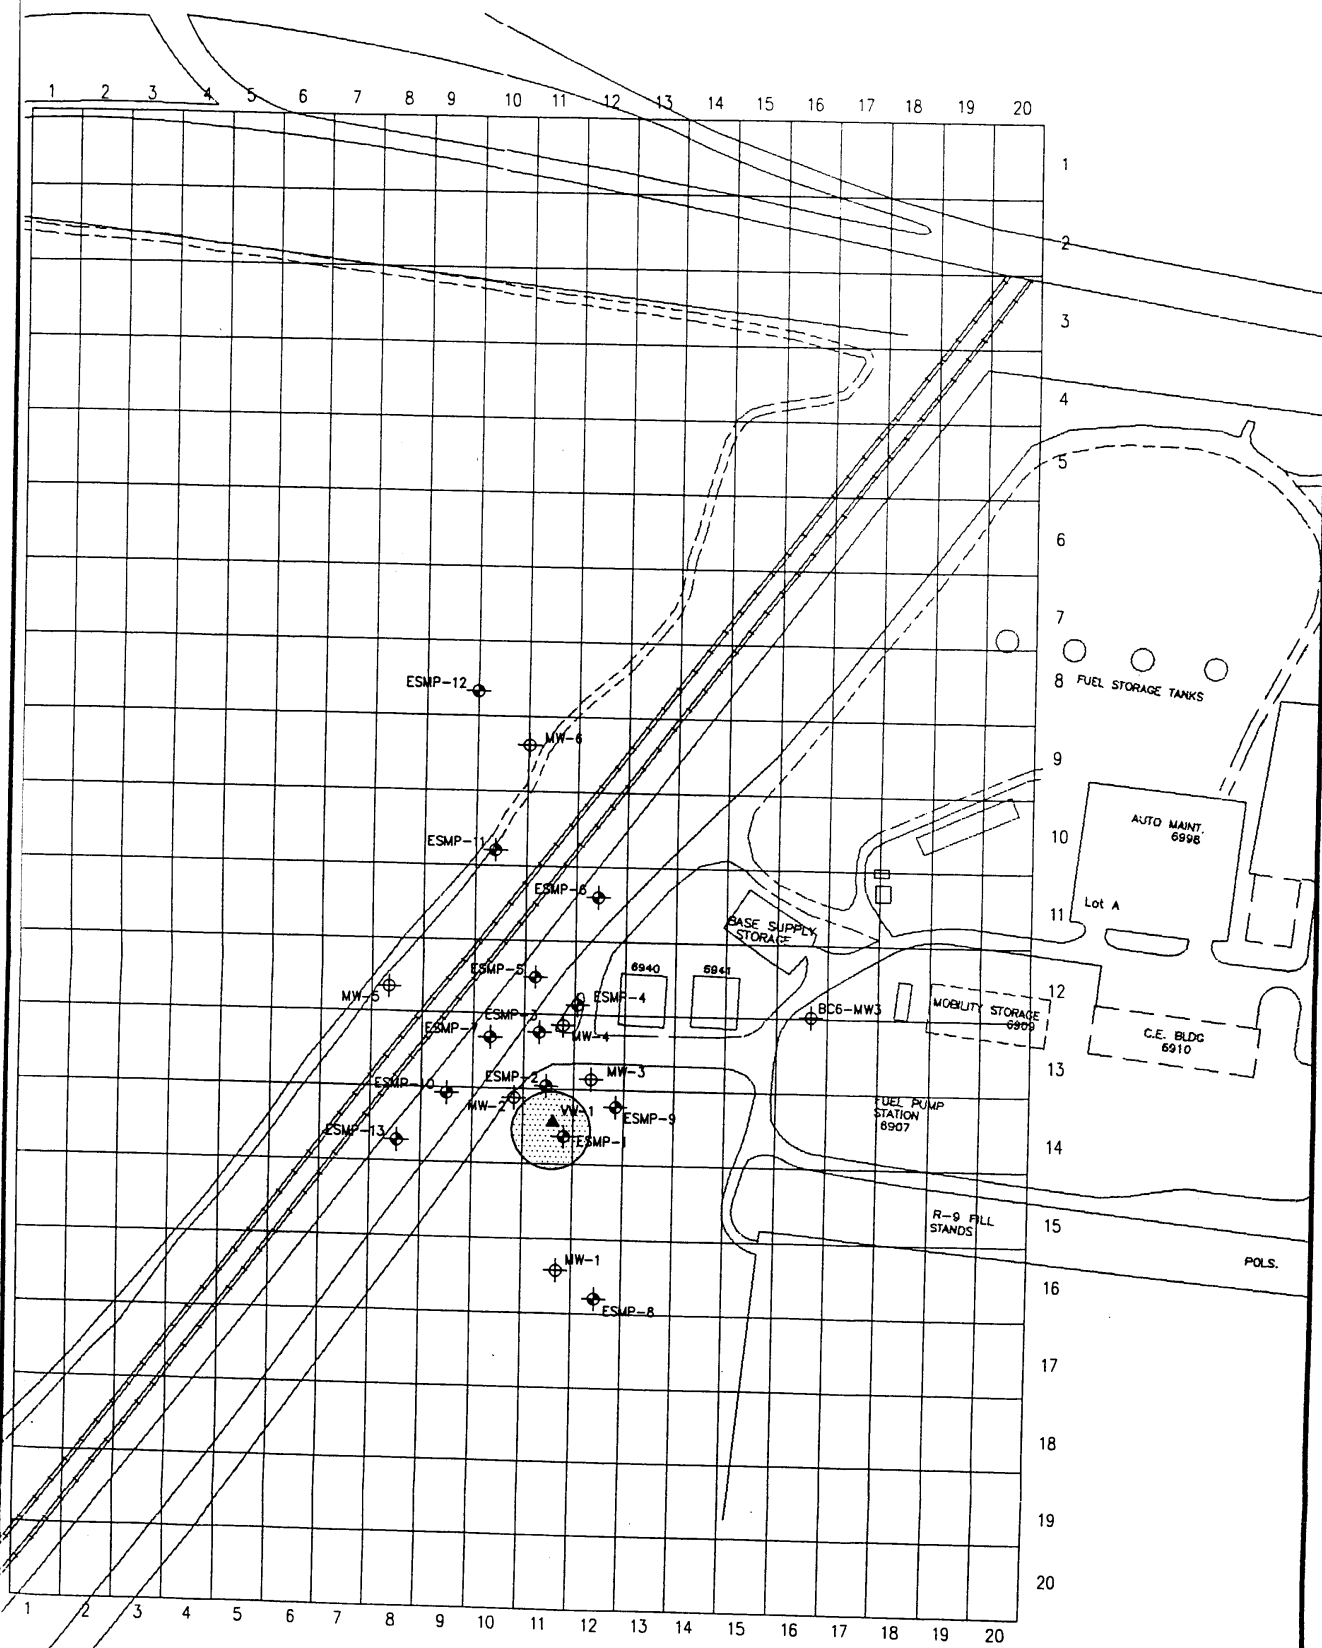 1 2 3 4 5 6 7 8 9 10 11 12 13 14 15 16 17 18 19 20
1
2
3
4
5
6
7
8
FUEL STORAGE TANKS
ESMP-12
MW-6
9
10
AUTO MAINT.
6998
ESMP-11
ESMP-6
11
Lot A
BASE SUPPLY
STORAGE
ESMP-5
6940
6941
12
MW-5
ESMP-4
MOBILITY STORAGE
6909
ESMP-3
BC6-MW3
ESMP-7
MW-4
C.E. BLDG
6910
13
ESMP-2
MW-3
ESMP-10
MW-2
VW-1
ESMP-9
FUEL PUMP
STATION
6907
ESMP-13
ESMP-1
14
R-9 FILL
STANDS
15
MW-1
POLS.
16
ESMP-8
17
18
19
20
1 2 3 4 5 6 7 8 9 10 11 12 13 14 15 16 17 18 19 20